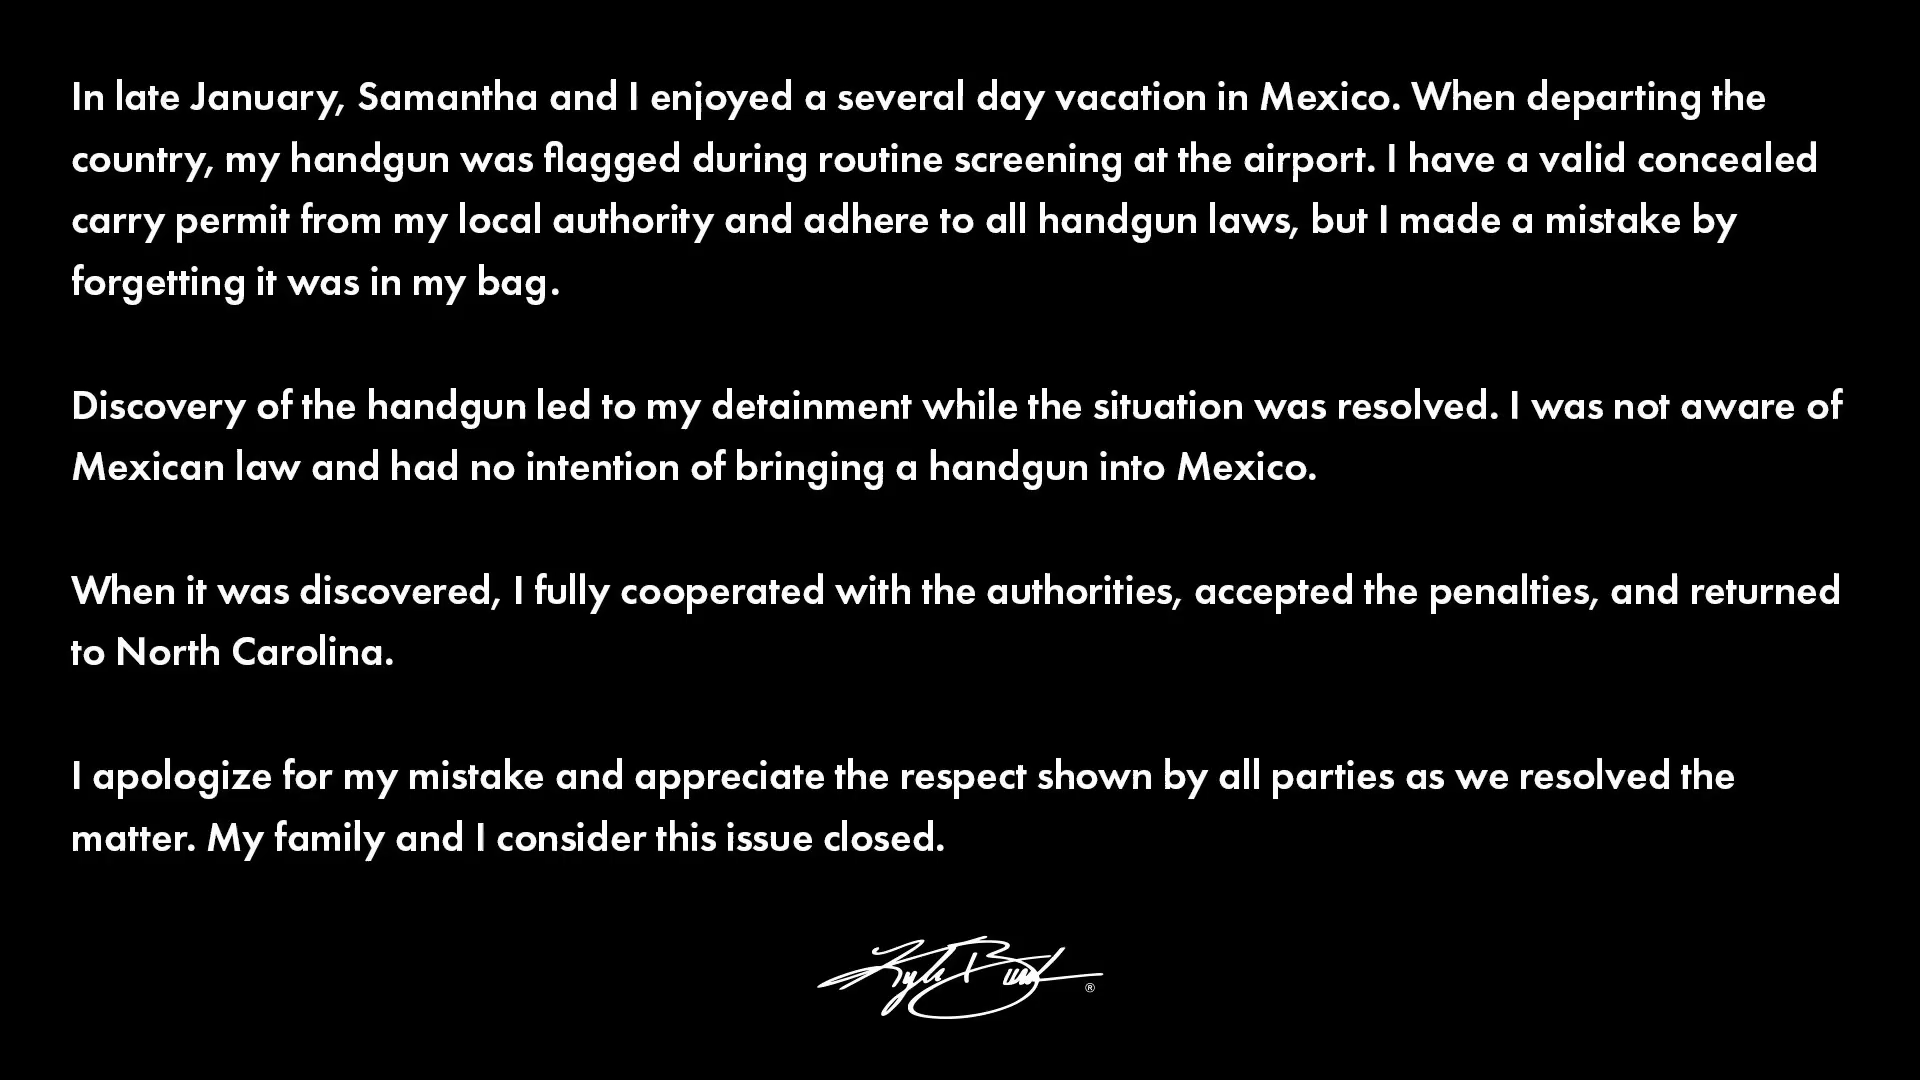 In late January, Samantha and I enjoyed a several day vacation in Mexico. When departing the
country, my handgun was flagged during routine screening at the airport. I have a valid concealed
carry permit from my local authority and adhere to all handgun laws, but I made a mistake by
forgetting it was in my bag.
Discovery of the handgun led to my detainment while the situation was resolved. I was not aware of
Mexican law and had no intention of bringing a handgun into Mexico.
When it was discovered, I fully cooperated with the authorities, accepted the penalties, and returned
to North Carolina.
I apologize for my mistake and appreciate the respect shown by all parties as we resolved the
matter. My family and I consider this issue closed.
Kyle Busch ®